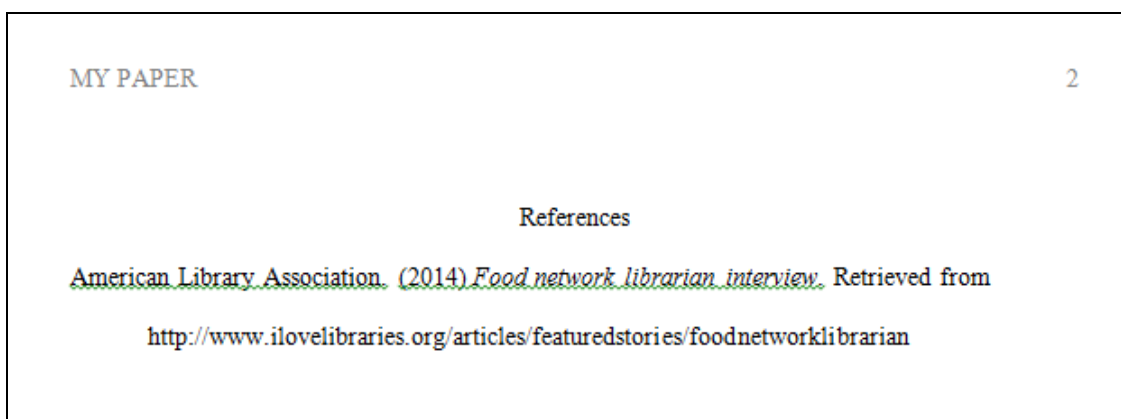 MY PAPER 2
References
American Library Association. (2014) Food network librarian interview. Retrieved from
http://www.ilovelibraries.org/articles/featuredstories/foodnetworklibrarian